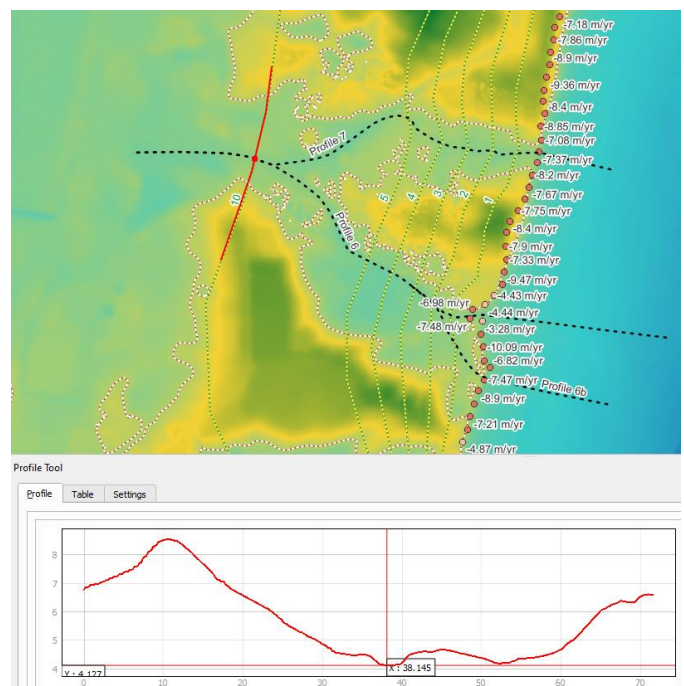 -7.18 m/yr
-7.86 m/yr
-8.9 m/yr
-9.36 m/yr
-8.4 m/yr
-8.85 m/yr
-7.08 m/yr
Profile 7
-7.37 m/yr
-8.2 m/yr
-7.67 m/yr
10
5
4
3
2
1
-7.75 m/yr
Profile 6
-8.4 m/yr
-7.9 m/yr
-7.33 m/yr
-9.47 m/yr
-6.98 m/yr
-4.43 m/yr
-4.44 m/yr
-7.48 m/yr
-3.28 m/yr
-10.09 m/yr
-6.82 m/yr
-7.47 m/yr
Profile 6b
-8.9 m/yr
-7.21 m/yr
-4.87 m/yr
Profile Tool
Profile Table Settings
8
7
6
5
4
Y : 4.127
X : 38.145
0 10 20 30 40 50 60 70